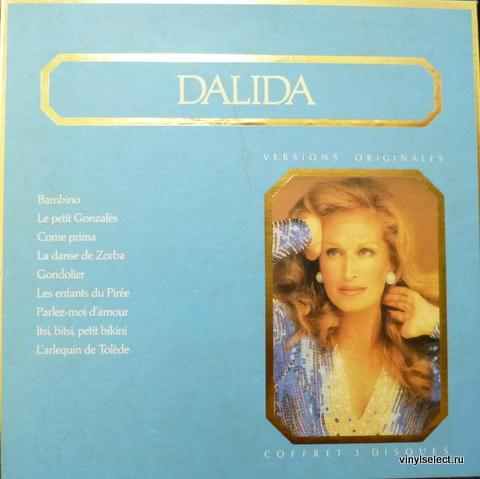 DALIDA
VERSIONS ORIGINALES
Bambino
Le petit Gonzalès
Come prima
La danse de Zorba
Gondolier
Les enfants du Pirée
Parlez-moi d'amour
Itsi, bitsi, petit bikini
L'arlequin de Tolède
COFFRET 3 DISQUES
vinylselect.ru